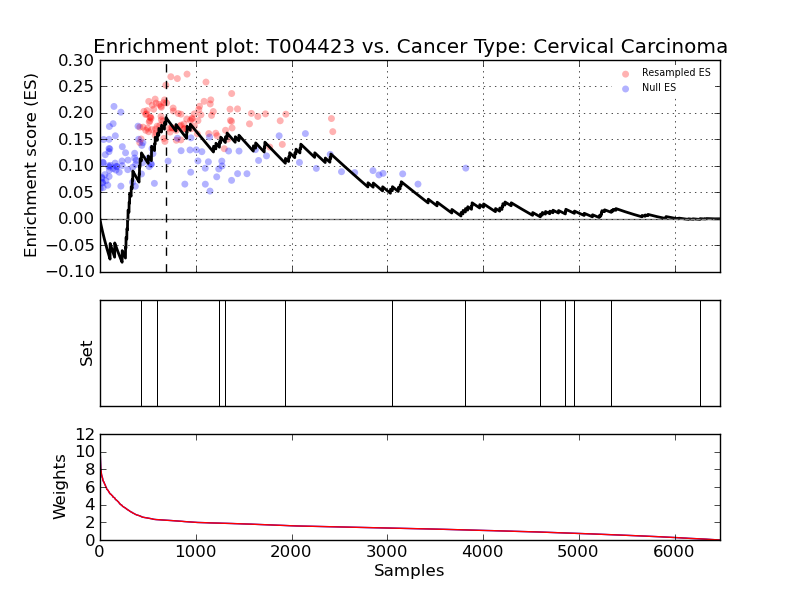 Enrichment plot: T004423 vs. Cancer Type: Cervical Carcinoma
Enrichment score (ES)
0.30
0.25
0.20
0.15
0.10
0.05
0.00
−0.05
−0.10
Resampled ES
Null ES
Set
Weights
12
10
8
6
4
2
0
0 1000 2000 3000 4000 5000 6000
Samples